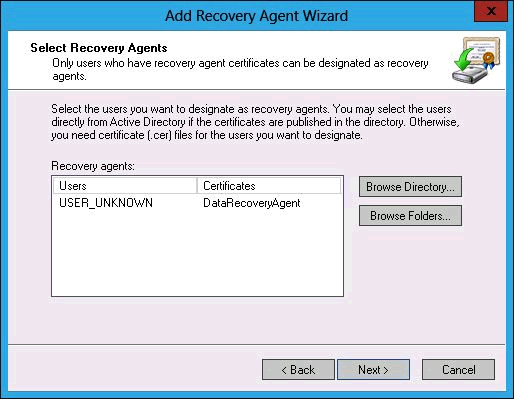 Add Recovery Agent Wizard
x
Select Recovery Agents
Only users who have recovery agent certificates can be designated as recovery
agents.
Select the users you want to designate as recovery agents. You may select the users
directly from Active Directory if the certificates are published in the directory. Otherwise,
you need certificate (.cer) files for the users you want to designate.
Recovery agents:
Users Certificates
USER_UNKNOWN DataRecoveryAgent
Browse Directory...
Browse Folders...
< Back Next > Cancel